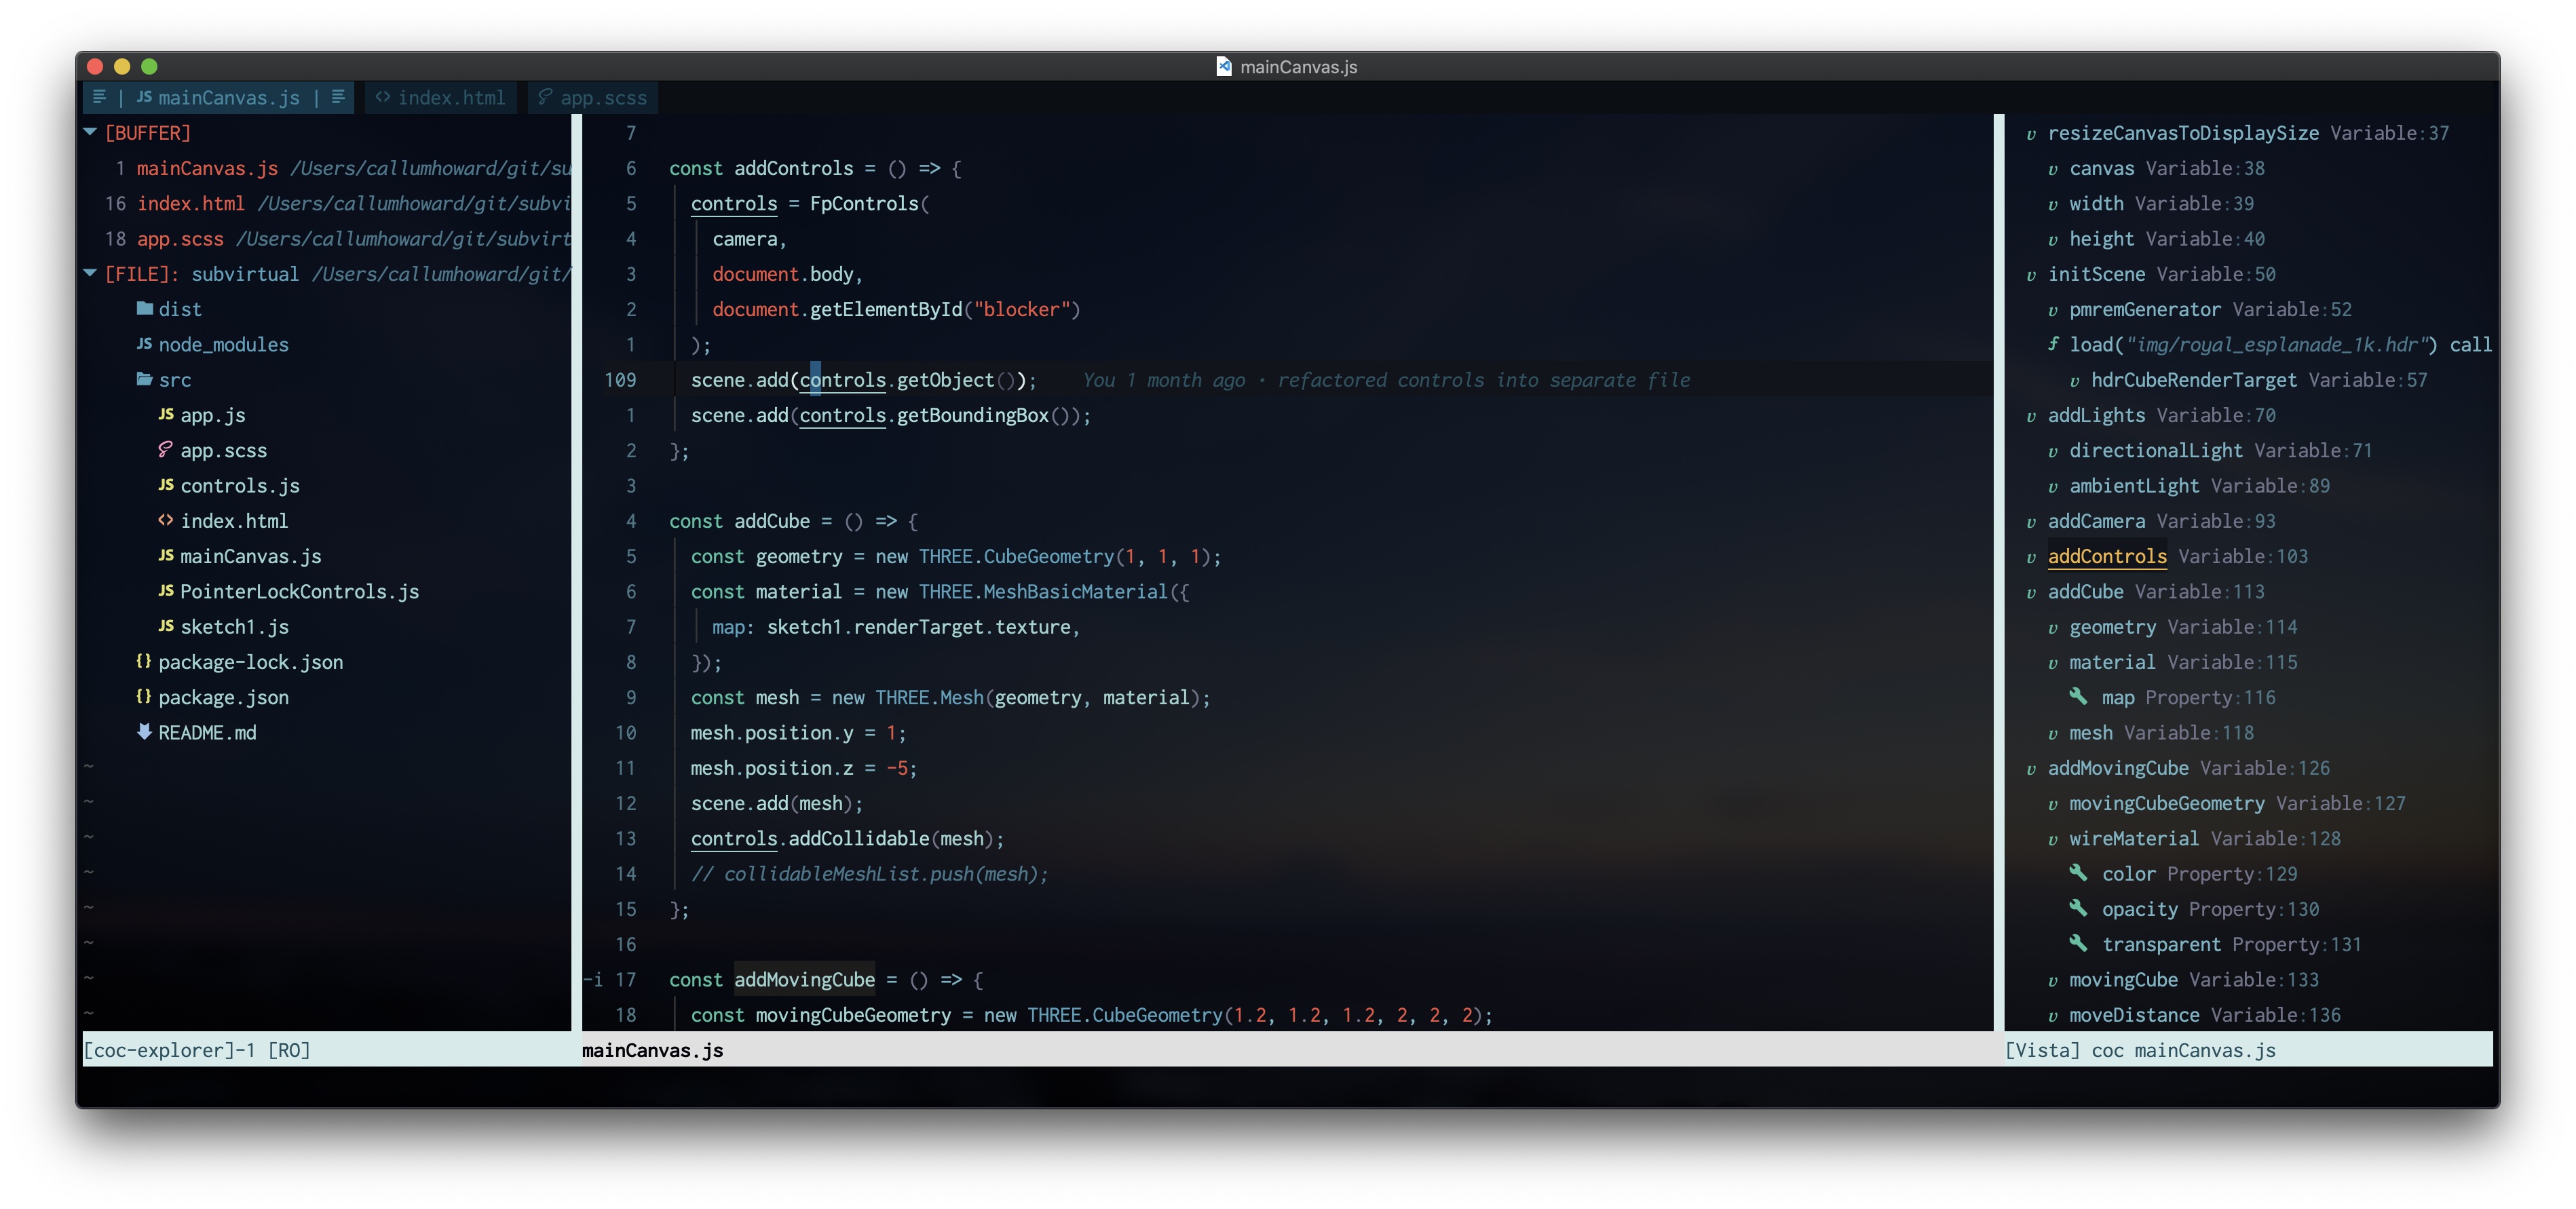 mainCanvas.js
| JS mainCanvas.js |
<> index.html
app.scss
[BUFFER]
1 mainCanvas.js /Users/callumhoward/git/su
16 index.html /Users/callumhoward/git/subvi
18 app.scss /Users/callumhoward/git/subvirt
[FILE]: subvirtual /Users/callumhoward/git/
dist
JS node_modules
src
JS app.js
app.scss
JS controls.js
<> index.html
JS mainCanvas.js
JS PointerLockControls.js
JS sketch1.js
{} package-lock.json
{} package.json
README.md
~
~
~
~
~
~
~
~
[coc-explorer]-1 [RO]
7
6 const addControls = () => {
5 controls = FpControls(
4 camera,
3 document.body,
2 document.getElementById("blocker")
1 );
109 scene.add(controls.getObject()); You 1 month ago • refactored controls into separate file
1 scene.add(controls.getBoundingBox());
2 };
3
4 const addCube = () => {
5 const geometry = new THREE.CubeGeometry(1, 1, 1);
6 const material = new THREE.MeshBasicMaterial({
7 map: sketch1.renderTarget.texture,
8 });
9 const mesh = new THREE.Mesh(geometry, material);
10 mesh.position.y = 1;
11 mesh.position.z = -5;
12 scene.add(mesh);
13 controls.addCollidable(mesh);
14 // collidableMeshList.push(mesh);
15 };
16
-i 17 const addMovingCube = () => {
18 const movingCubeGeometry = new THREE.CubeGeometry(1.2, 1.2, 1.2, 2, 2, 2);
mainCanvas.js
v resizeCanvasToDisplaySize Variable:37
v canvas Variable:38
v width Variable:39
v height Variable:40
v initScene Variable:50
v pmremGenerator Variable:52
f load("img/royal_esplanade_1k.hdr") call
v hdrCubeRenderTarget Variable:57
v addLights Variable:70
v directionalLight Variable:71
v ambientLight Variable:89
v addCamera Variable:93
v addControls Variable:103
v addCube Variable:113
v geometry Variable:114
v material Variable:115
map Property:116
v mesh Variable:118
v addMovingCube Variable:126
v movingCubeGeometry Variable:127
v wireMaterial Variable:128
color Property:129
opacity Property:130
transparent Property:131
v movingCube Variable:133
v moveDistance Variable:136
[Vista] coc mainCanvas.js